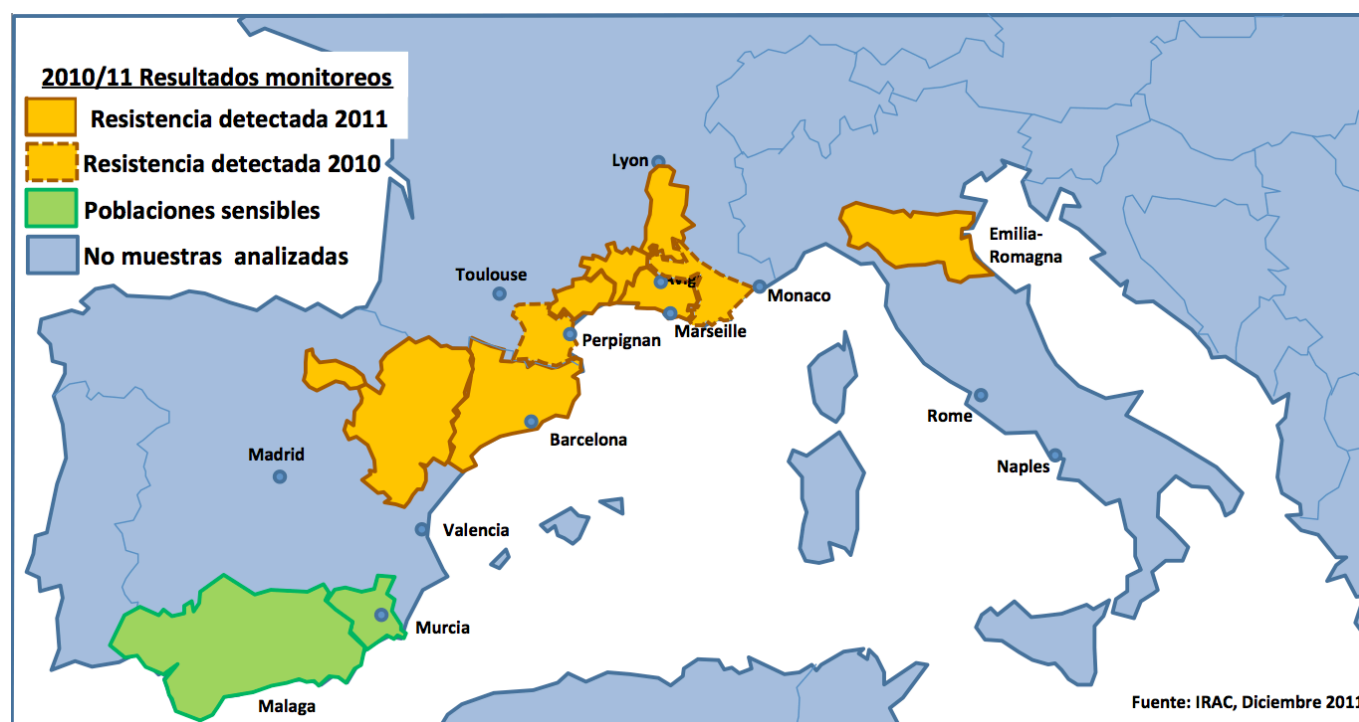 2010/11 Resultados monitoreos
Resistencia detectada 2011
Resistencia detectada 2010
Poblaciones sensibles
No muestras analizadas
Lyon
Toulouse
Avig
Monaco
Marseille
Perpignan
Emilia-
Romagna
Barcelona
Madrid
Rome
Naples
Valencia
Murcia
Malaga
Fuente: IRAC, Diciembre 2011